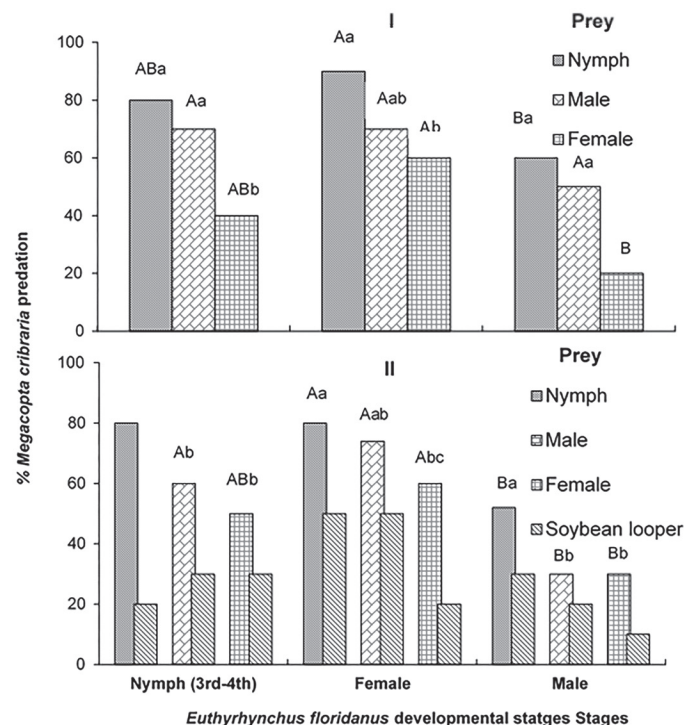 I
Prey
Nymph
Male
Female
100
80
60
40
20
0
ABa
Aa
ABb
Aa
Aab
Ab
Ba
Aa
B
% Megacopta cribraria predation
II
Prey
Nymph
Male
Female
Soybean looper
100
80
60
40
20
0
Ab
ABb
Aa
Aab
Abc
Ba
Bb
Bb
Nymph (3rd-4th)
Female
Male
Euthyrhynchus floridanus developmental statges Stages